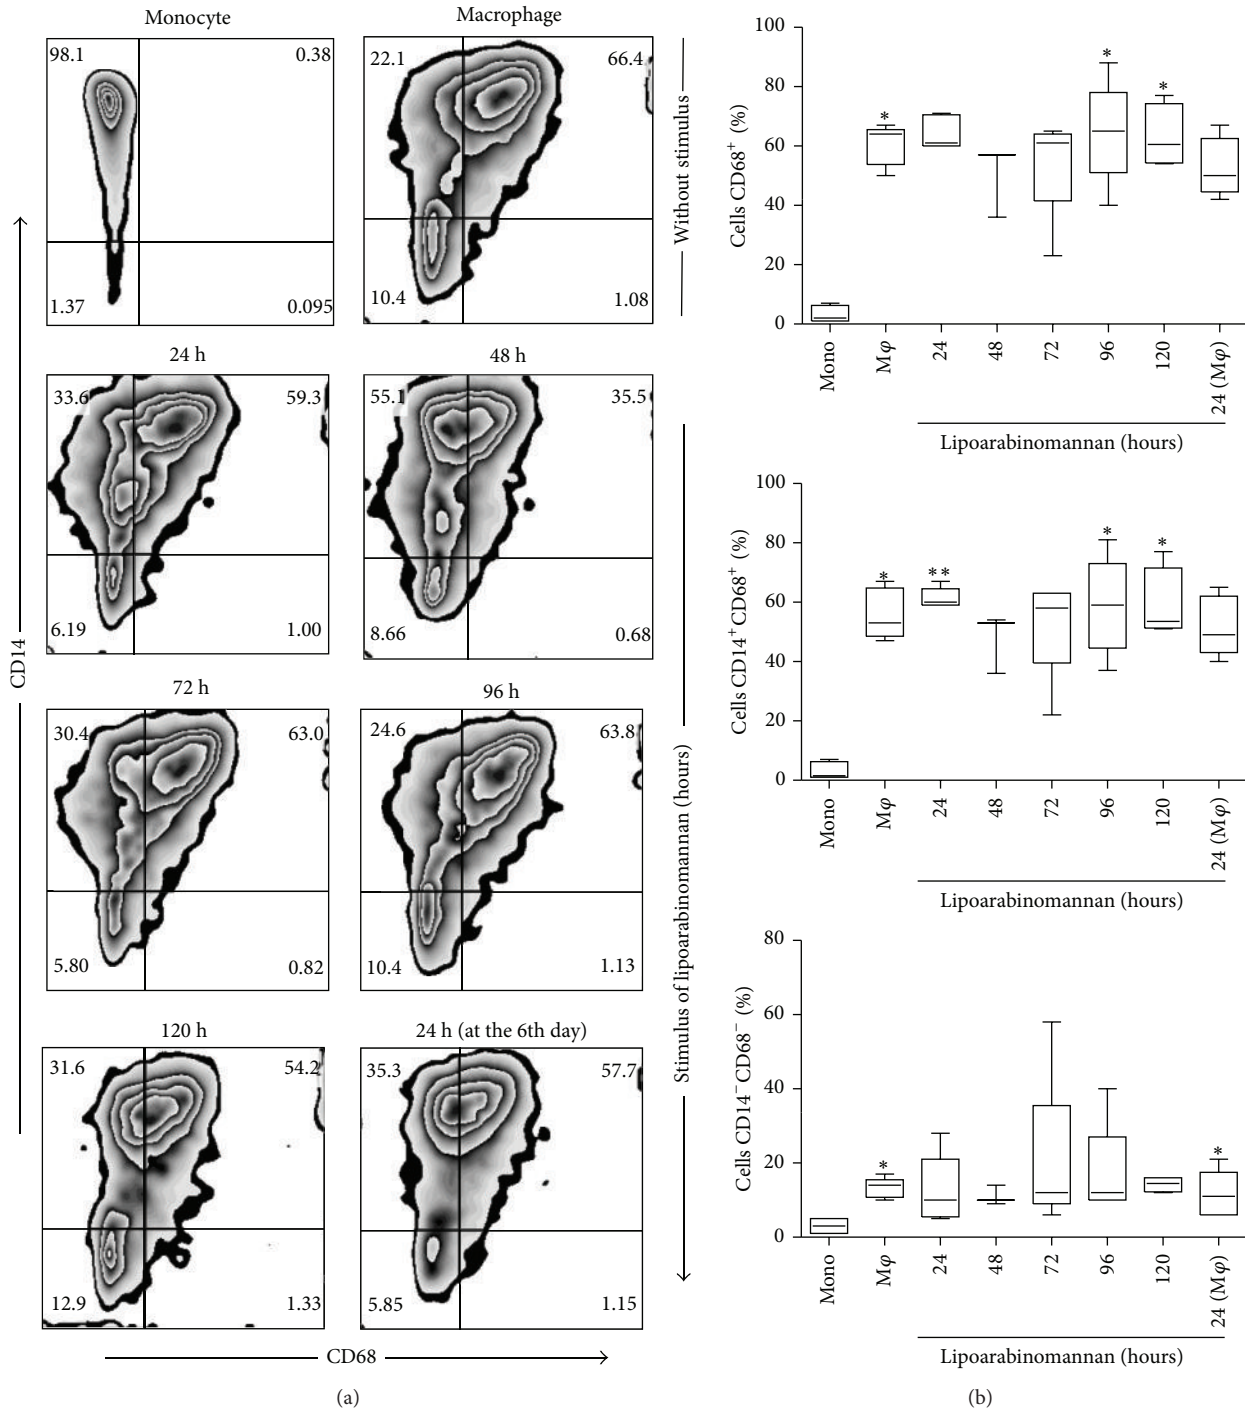 Monocyte
Macrophage
98.1
0.38
1.37
0.095
22.1
66.4
10.4
1.08
Without stimulus
24 h
48 h
33.6
59.3
6.19
1.00
55.1
35.5
8.66
0.68
72 h
96 h
30.4
63.0
5.80
0.82
24.6
63.8
10.4
1.13
120 h
24 h (at the 6th day)
31.6
54.2
12.9
1.33
35.3
57.7
5.85
1.15
CD14
CD68
Stimulus of lipoarabinomannan (hours)
(a)
Cells CD68⁺ (%)
100
80
60
40
20
0
*
*
*
Mono
Mφ
24
48
72
96
120
24 (Mφ)
Lipoarabinomannan (hours)
Cells CD14⁺CD68⁺ (%)
100
80
60
40
20
0
*
**
*
*
Mono
Mφ
24
48
72
96
120
24 (Mφ)
Lipoarabinomannan (hours)
Cells CD14⁻CD68⁻ (%)
80
60
40
20
0
*
*
Mono
Mφ
24
48
72
96
120
24 (Mφ)
Lipoarabinomannan (hours)
(b)